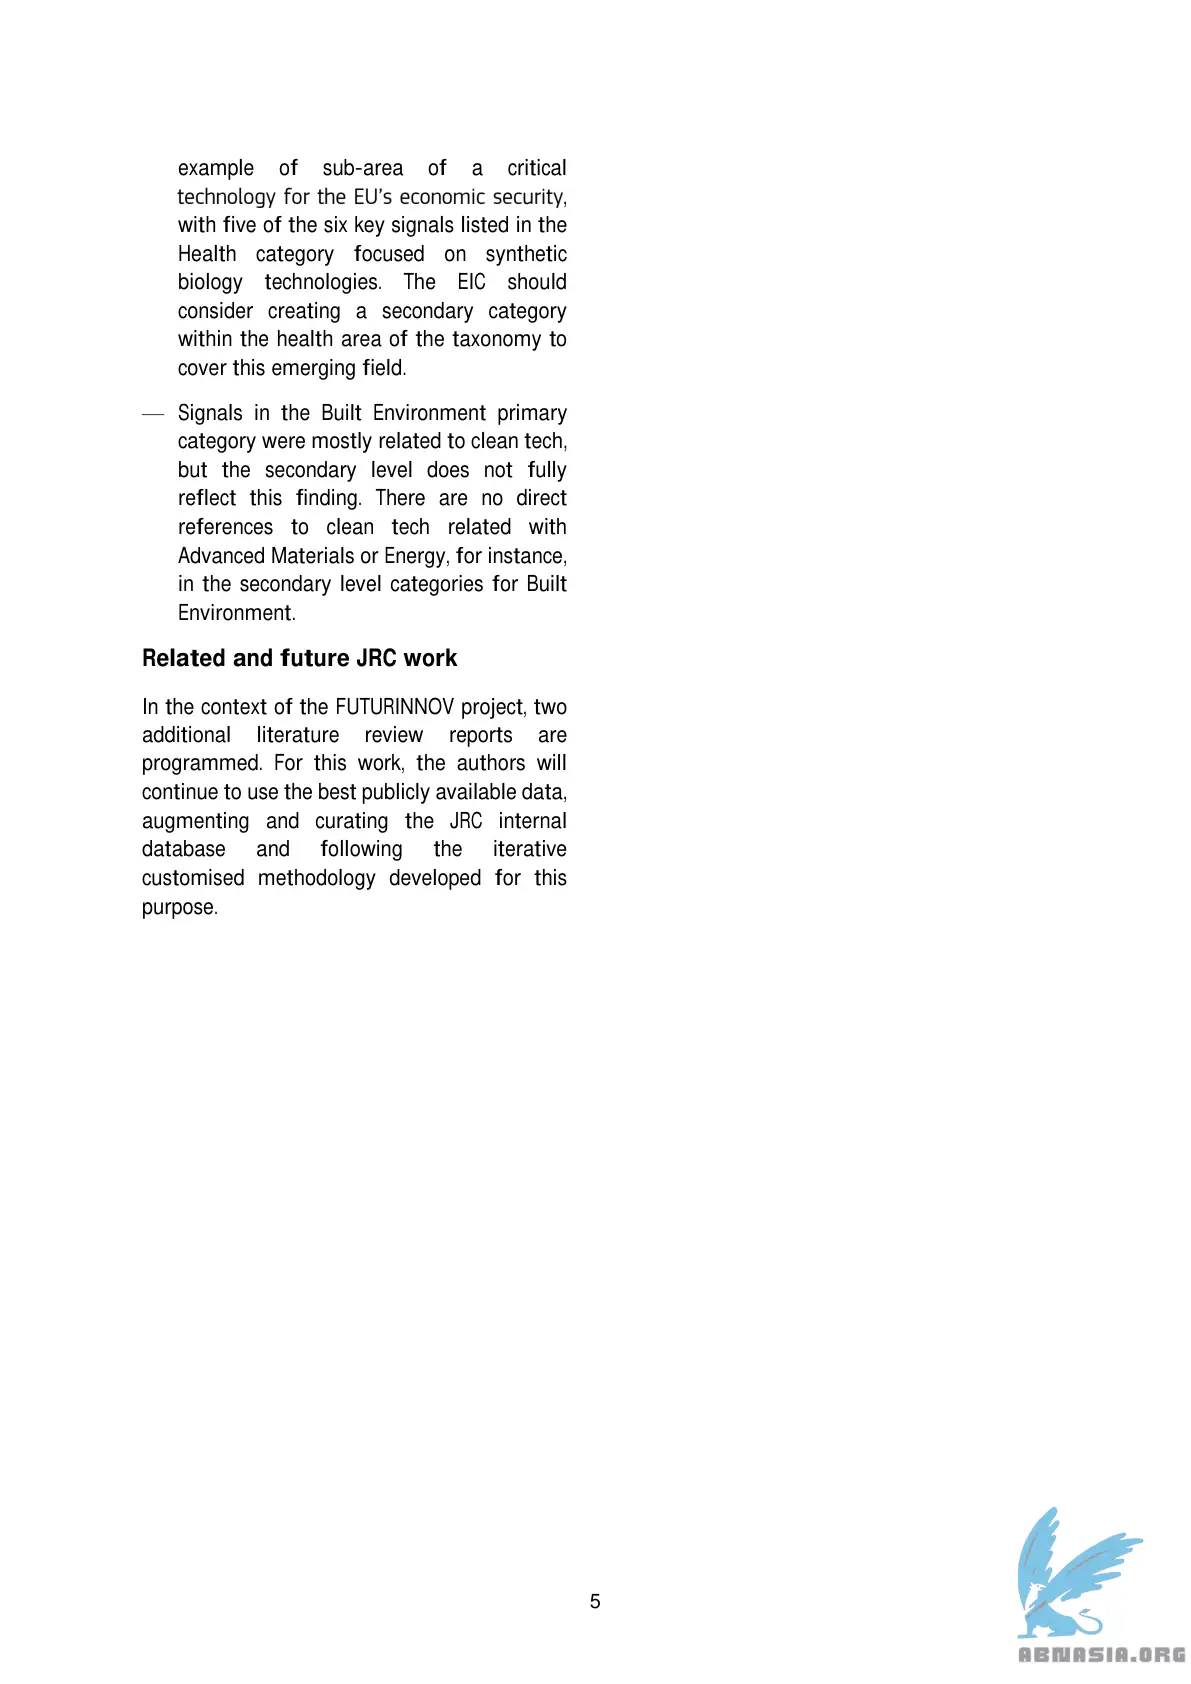 example of sub-area of a critical
technology for the EU's economic security,
with five of the six key signals listed in the
Health category focused on synthetic
biology technologies. The EIC should
consider creating a secondary category
within the health area of the taxonomy to
cover this emerging field.
— Signals in the Built Environment primary
category were mostly related to clean tech,
but the secondary level does not fully
reflect this finding. There are no direct
references to clean tech related with
Advanced Materials or Energy, for instance,
in the secondary level categories for Built
Environment.
Related and future JRC work
In the context of the FUTURINNOV project, two
additional literature review reports are
programmed. For this work, the authors will
continue to use the best publicly available data,
augmenting and curating the JRC internal
database and following the iterative
customised methodology developed for this
purpose.
5
ABNASIA.ORG